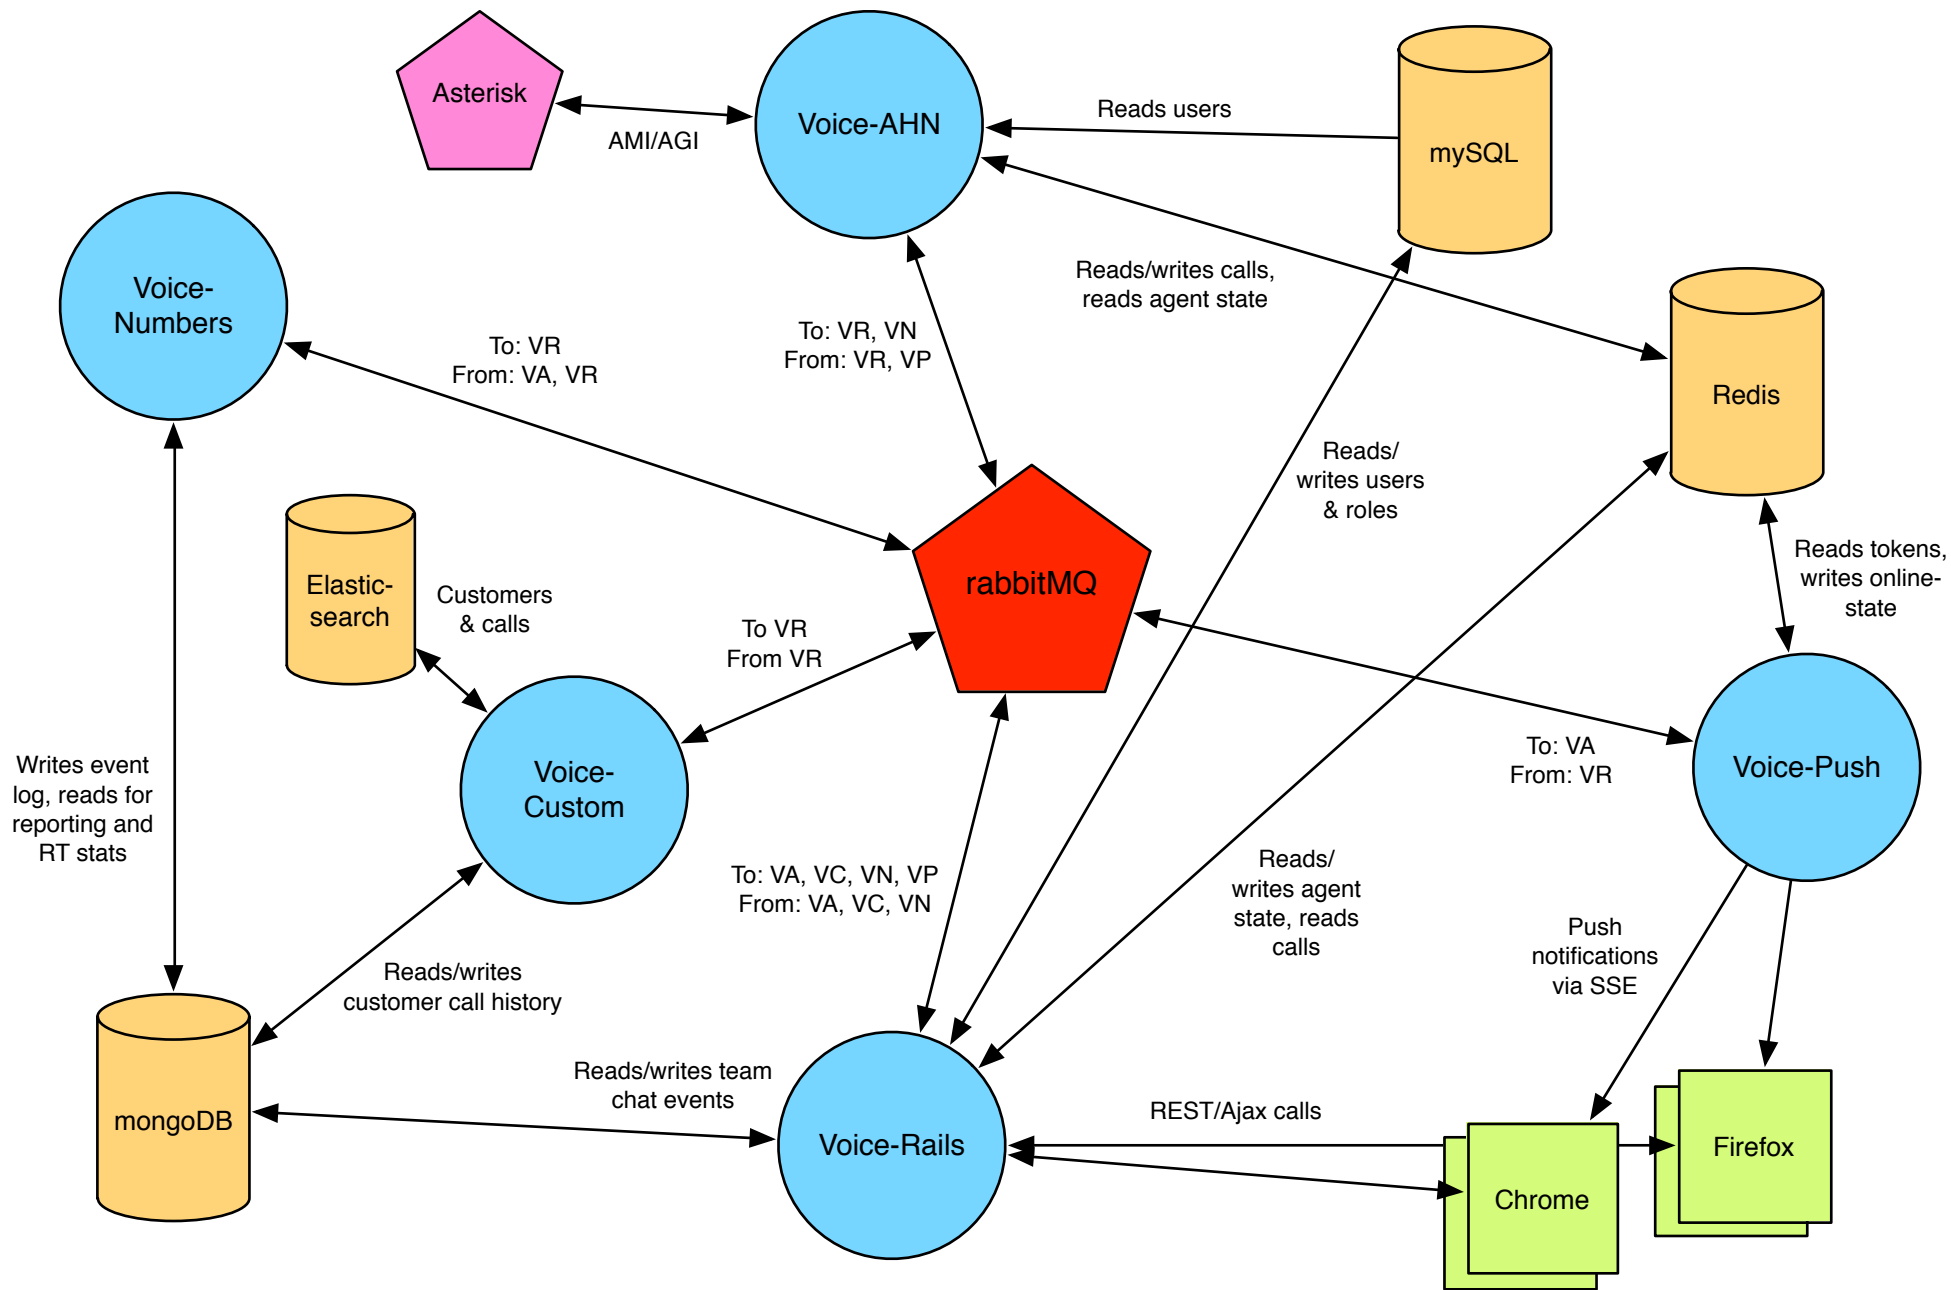 Asterisk
AMI/AGI
Voice-AHN
Reads users
mySQL
Voice-
Numbers
To: VR
From: VA, VR
To: VR, VN
From: VR, VP
Reads/writes calls,
reads agent state
Redis
Reads/
writes users
& roles
Elastic-
search
Customers
& calls
To VR
From VR
rabbitMQ
Reads tokens,
writes online-
state
Voice-
Custom
To: VA
From: VR
Voice-Push
Writes event
log, reads for
reporting and
RT stats
To: VA, VC, VN, VP
From: VA, VC, VN
Reads/
writes agent
state, reads
calls
Push
notifications
via SSE
Reads/writes
customer call history
mongoDB
Reads/writes team
chat events
Voice-Rails
REST/Ajax calls
Chrome
Firefox